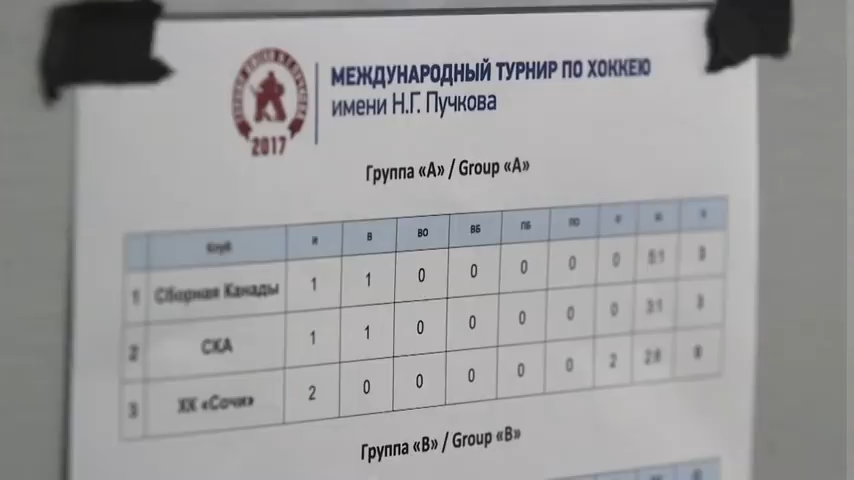 2017
МЕЖДУНАРОДНЫЙ ТУРНИР ПО ХОККЕЮ
имени Н.Г. Пучкова
Группа «А» / Group «A»
Клуб И В ВО ВБ ПБ ПО П Ш О
1 Сборная Канады 1 1 0 0 0 0 0 5:1 3
2 СКА 1 1 0 0 0 0 0 3:1 3
3 ХК «Сочи» 2 0 0 0 0 0 2 2:8 0
Группа «В» / Group «B»